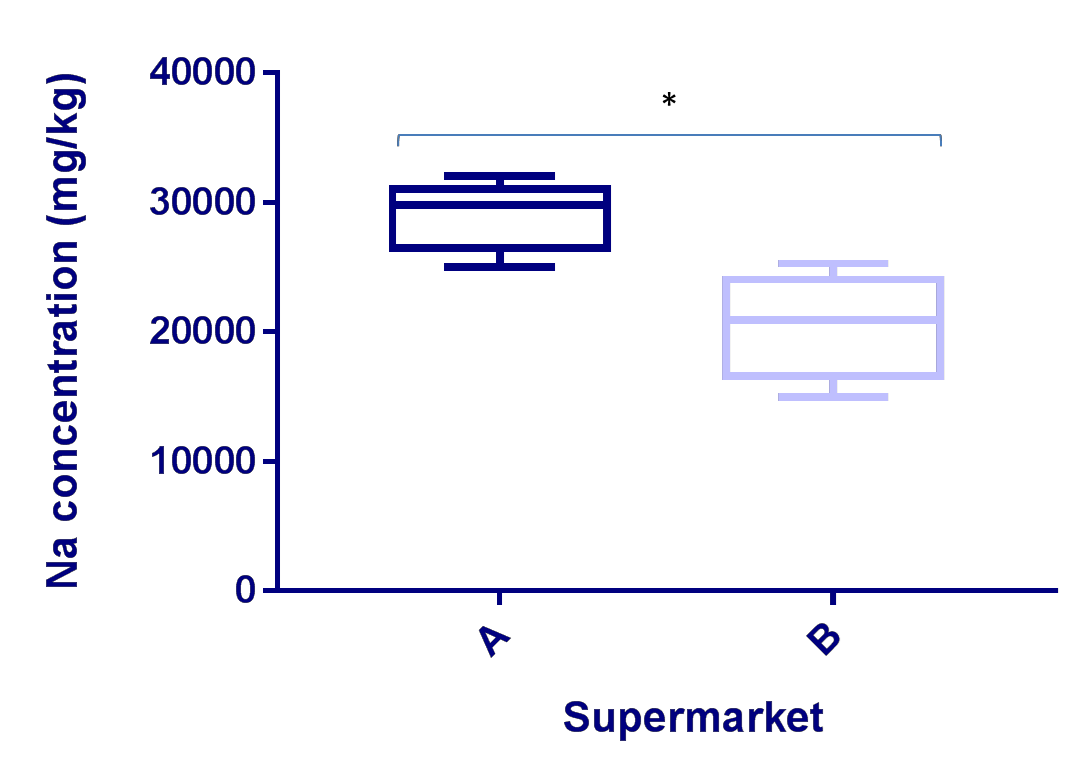 Na concentration (mg/kg)
40000
30000
20000
10000
0
*
A
B
Supermarket